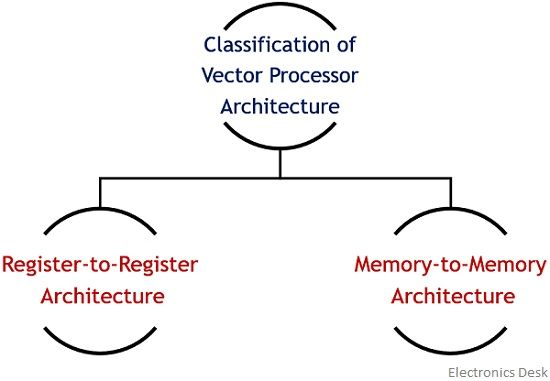 Classification of
Vector Processor
Architecture
Register-to-Register
Architecture
Memory-to-Memory
Architecture
Electronics Desk